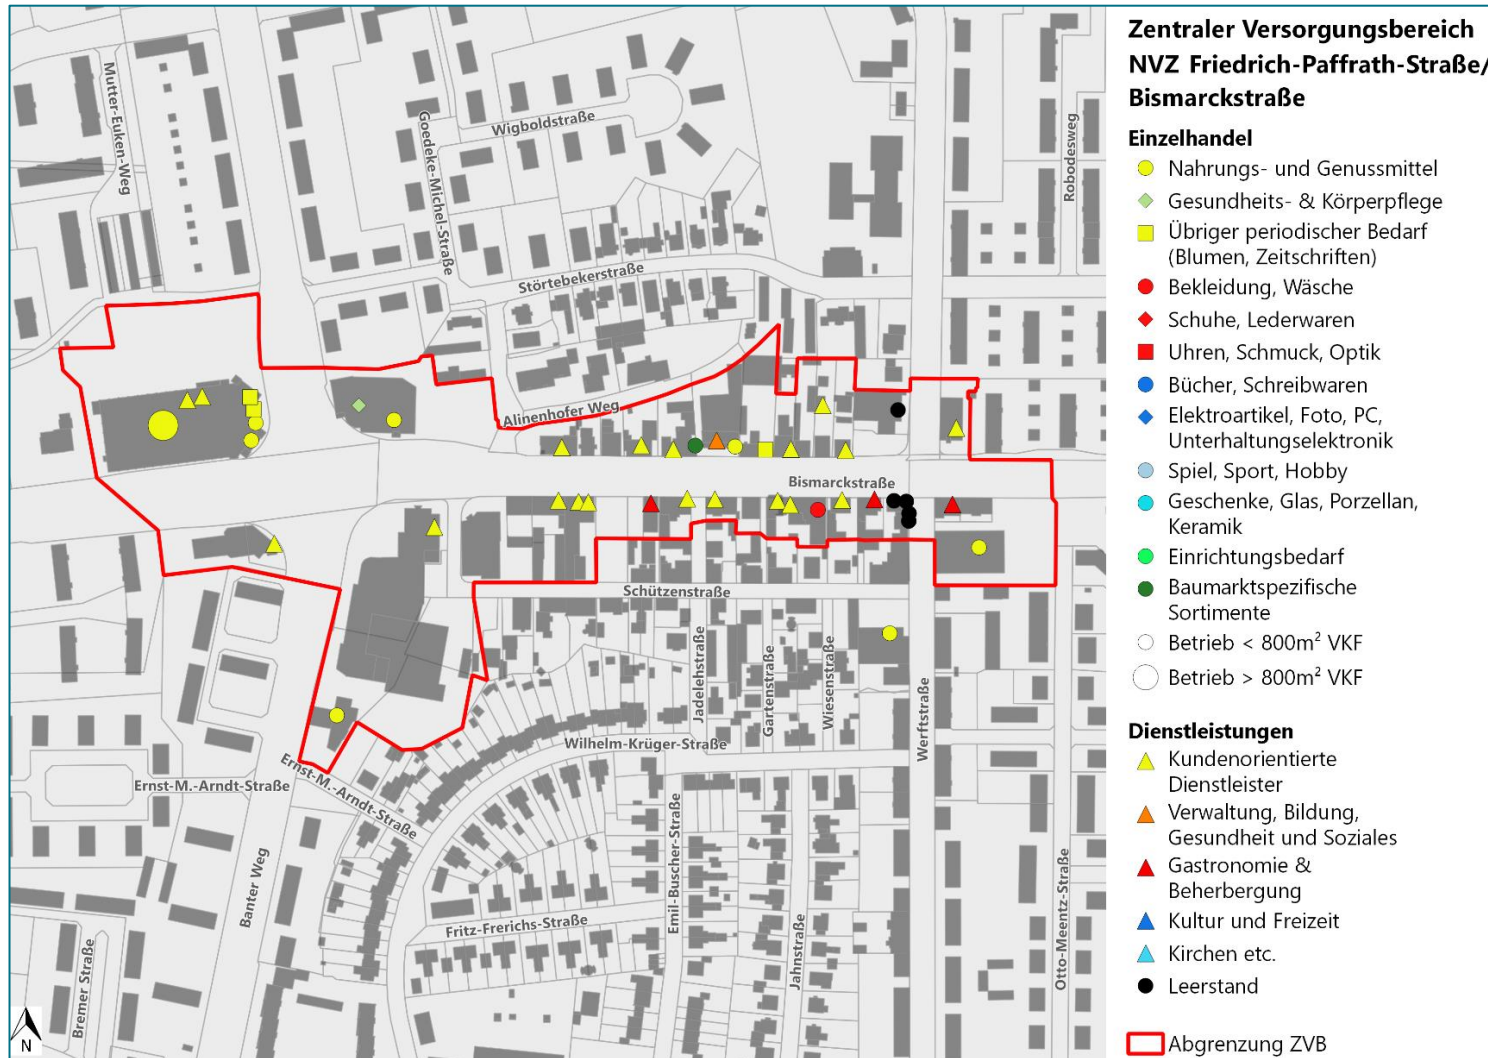 Zentraler Versorgungsbereich
NVZ Friedrich-Paffrath-Straße/
Bismarckstraße
Einzelhandel
Nahrungs- und Genussmittel
Gesundheits- & Körperpflege
Übriger periodischer Bedarf
(Blumen, Zeitschriften)
Bekleidung, Wäsche
Schuhe, Lederwaren
Uhren, Schmuck, Optik
Bücher, Schreibwaren
Elektroartikel, Foto, PC,
Unterhaltungselektronik
Spiel, Sport, Hobby
Geschenke, Glas, Porzellan,
Keramik
Einrichtungsbedarf
Baumarktspezifische
Sortimente
Betrieb < 800m² VKF
Betrieb > 800m² VKF
Dienstleistungen
Kundenorientierte
Dienstleister
Verwaltung, Bildung,
Gesundheit und Soziales
Gastronomie &
Beherbergung
Kultur und Freizeit
Kirchen etc.
Leerstand
Abgrenzung ZVB
Mutter-Euken-Weg
Goedeke-Michel-Straße
Wigboldstraße
Robodesweg
Störtebekerstraße
Alinenhofer Weg
Bismarckstraße
Schützenstraße
Jadelehstraße
Gartenstraße
Wiesenstraße
Werftstraße
Wilhelm-Krüger-Straße
Ernst-M.-Arndt-Straße
Ernst-M.-Arndt-Straße
Banter Weg
Emil-Buscher-Straße
Fritz-Frerichs-Straße
Jahnstraße
Otto-Meentz-Straße
Bremer Straße
N